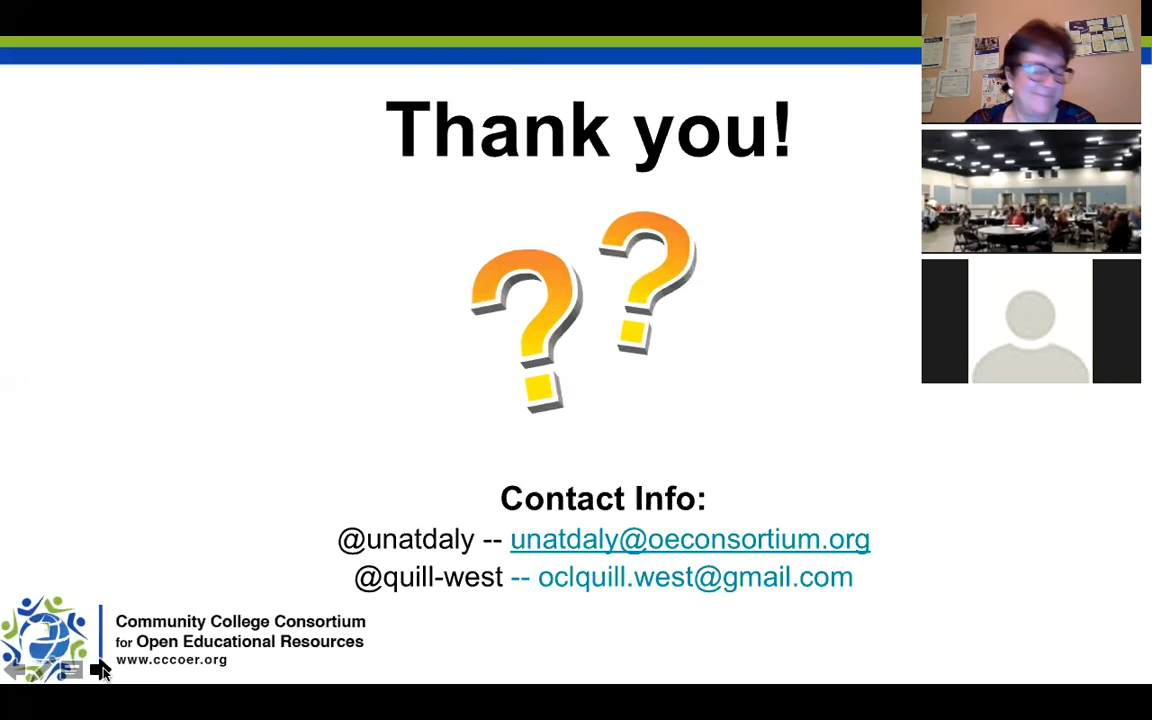 Thank you!
??
Contact Info:
@unatdaly -- unatdaly@oeconsortium.org
@quill-west -- oclquill.west@gmail.com
Community College Consortium
for Open Educational Resources
www.cccoer.org